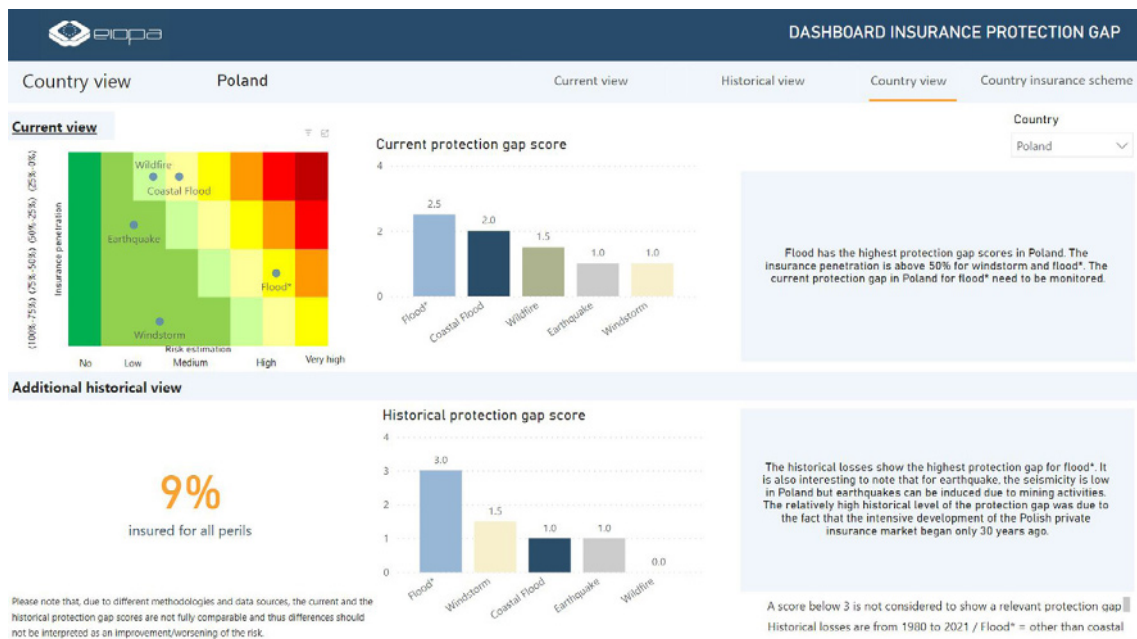 eiopa
DASHBOARD INSURANCE PROTECTION GAP
Country view
Poland
Current view
Historical view
Country view
Country insurance scheme
Current view
Country
Poland
(100%-75%) (75%-50%) (50%-25%) (25%-0%)
Insurance penetration
Wildfire
Coastal Flood
Earthquake
Flood*
Windstorm
Risk estimation
No
Low
Medium
High
Very high
Current protection gap score
4
2
0
2.5
2.0
1.5
1.0
1.0
Flood*
Coastal Flood
Wildfire
Earthquake
Windstorm
Flood has the highest protection gap scores in Poland. The
insurance penetration is above 50% for windstorm and flood*. The
current protection gap in Poland for flood* need to be monitored.
Additional historical view
9%
insured for all perils
Historical protection gap score
4
3
2
1
0
3.0
1.5
1.0
1.0
0.0
Flood*
Windstorm
Coastal Flood
Earthquake
Wildfire
The historical losses show the highest protection gap for flood*. It
is also interesting to note that for earthquake, the seismicity is low
in Poland but earthquakes can be induced due to mining activities.
The relatively high historical level of the protection gap was due to
the fact that the intensive development of the Polish private
insurance market began only 30 years ago.
Please note that, due to different methodologies and data sources, the current and the
historical protection gap scores are not fully comparable and thus differences should
not be interpreted as an improvement/worsening of the risk.
A score below 3 is not considered to show a relevant protection gap
Historical losses are from 1980 to 2021 / Flood* = other than coastal